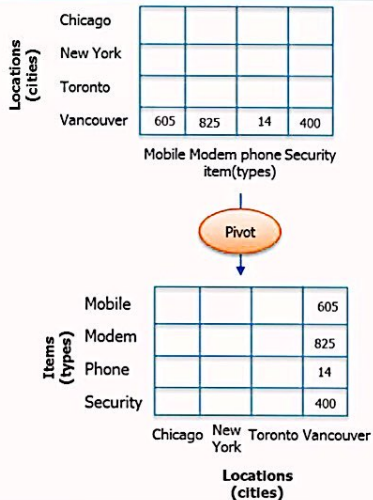 Locations
(cities)
Chicago
New York
Toronto
Vancouver 605 825 14 400
Mobile Modem phone Security
item(types)
Pivot
Items
(types)
Mobile 605
Modem 825
Phone 14
Security 400
Chicago New York Toronto Vancouver
Locations
(cities)